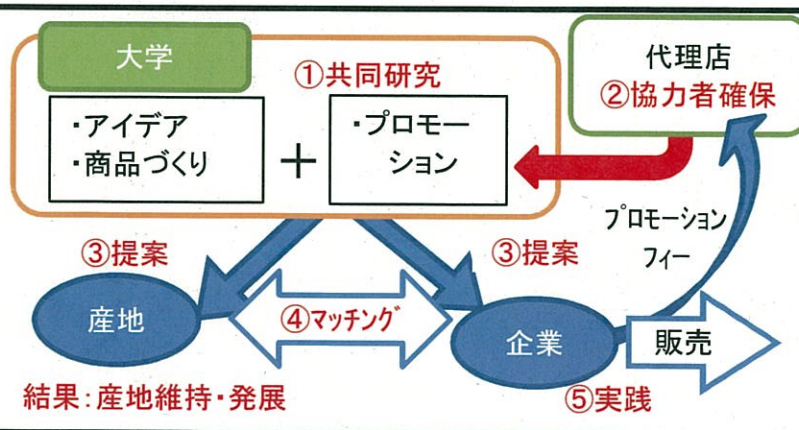 大学
①共同研究
・アイデア
・商品づくり
＋
・プロモー
ション
代理店
②協力者確保
プロモーション
フィー
③提案
③提案
産地
④マッチング
企業
販売
結果：産地維持・発展
⑤実践